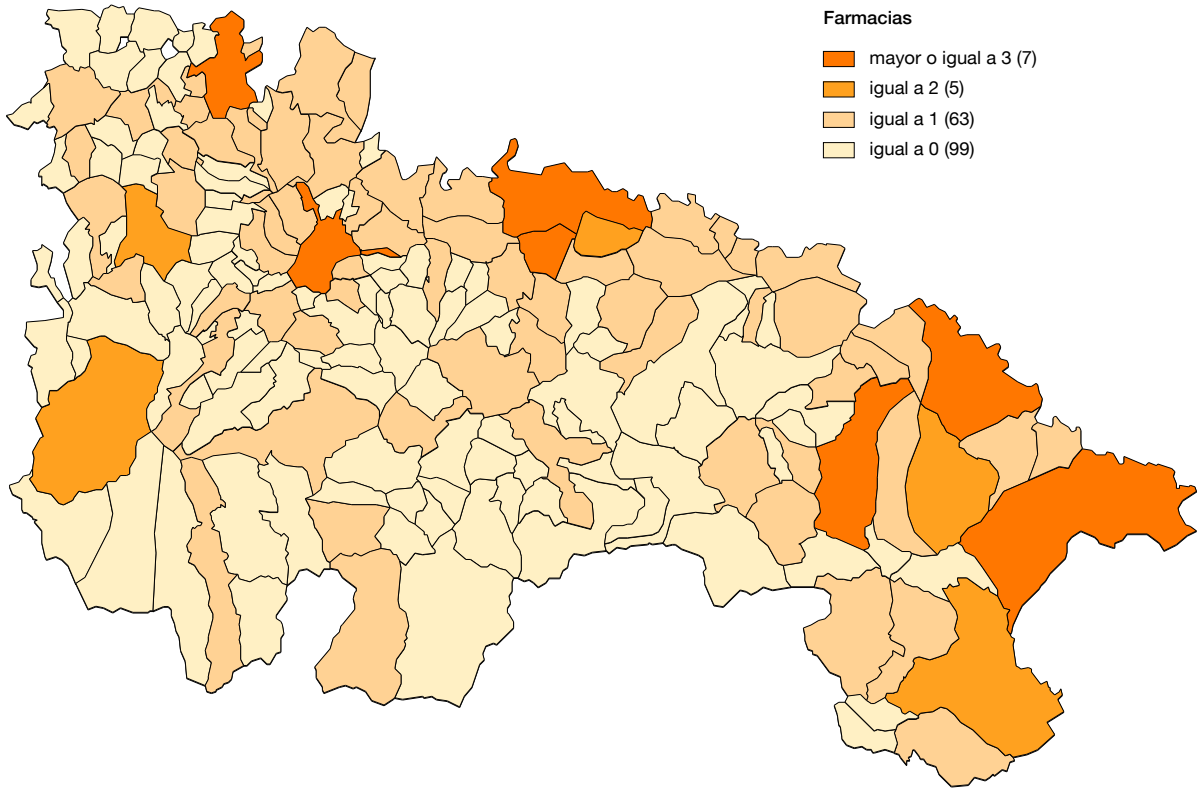 Farmacias
mayor o igual a 3 (7)
igual a 2 (5)
igual a 1 (63)
igual a 0 (99)